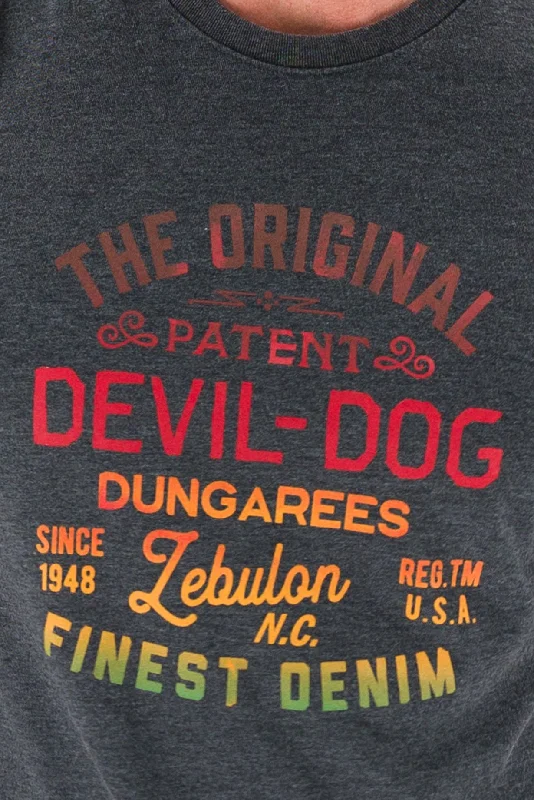 THE ORIGINAL
PATENT
DEVIL-DOG
DUNGAREES
SINCE
1948
Zebulon
N.C.
REG.TM
U.S.A.
FINEST DENIM